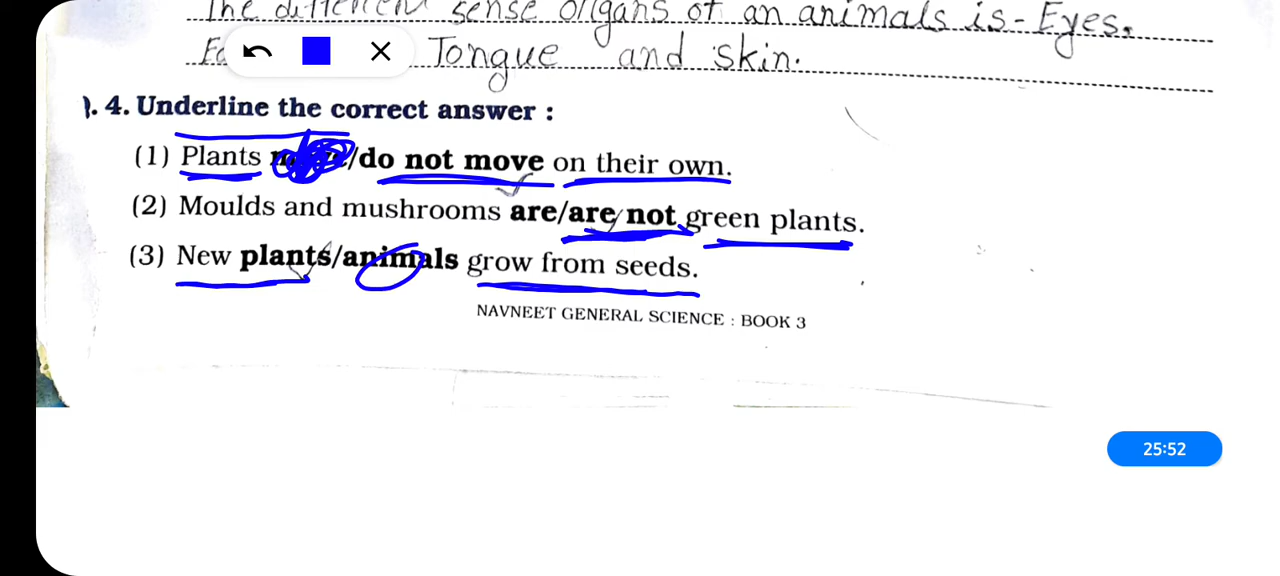 The different sense organs of an animals is - Eyes.
Tongue and skin.
). 4. Underline the correct answer :
(1) Plants /do not move on their own.
(2) Moulds and mushrooms are/are not green plants.
(3) New plants/animals grow from seeds.
NAVNEET GENERAL SCIENCE : BOOK 3
25:52